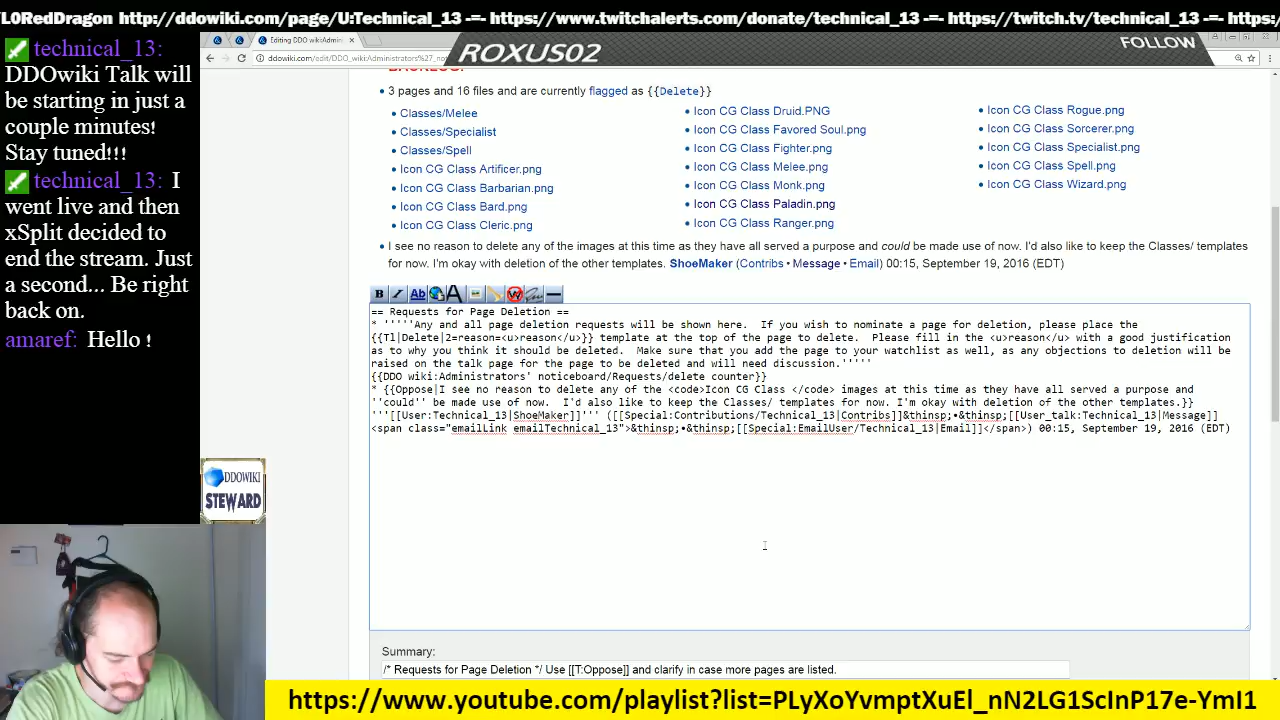 L0RedDragon http://ddowiki.com/page/U:Technical_13 -=- https://www.twitchalerts.com/donate/technical_13 -=- https://twitch.tv/technical_13 -=- https:/
technical_13:
DDOwiki Talk will
be starting in just a
couple minutes!
Stay tuned!!!
technical_13: I
went live and then
xSplit decided to
end the stream. Just
a second... Be right
back on.
amaref: Hello !
Editing DDO wiki:Admini
ROXUS02
FOLLOW
ddowiki.com/edit/DDO_wiki:Administrators%27_no
BACKLOG:
3 pages and 16 files and are currently flagged as {{Delete}}
Classes/Melee
Classes/Specialist
Classes/Spell
Icon CG Class Artificer.png
Icon CG Class Barbarian.png
Icon CG Class Bard.png
Icon CG Class Cleric.png
Icon CG Class Druid.PNG
Icon CG Class Favored Soul.png
Icon CG Class Fighter.png
Icon CG Class Melee.png
Icon CG Class Monk.png
Icon CG Class Paladin.png
Icon CG Class Ranger.png
Icon CG Class Rogue.png
Icon CG Class Sorcerer.png
Icon CG Class Specialist.png
Icon CG Class Spell.png
Icon CG Class Wizard.png
I see no reason to delete any of the images at this time as they have all served a purpose and could be made use of now. I'd also like to keep the Classes/ templates
for now. I'm okay with deletion of the other templates. ShoeMaker (Contribs • Message • Email) 00:15, September 19, 2016 (EDT)
B I Ab A W
== Requests for Page Deletion ==
* '''''Any and all page deletion requests will be shown here.  If you wish to nominate a page for deletion, please place the
{{Tl|Delete|2=reason=<u>reason</u>}} template at the top of the page to delete.  Please fill in the <u>reason</u> with a good justification
as to why you think it should be deleted.  Make sure that you add the page to your watchlist as well, as any objections to deletion will be
raised on the talk page for the page to be deleted and will need discussion.'''''
{{DDO wiki:Administrators' noticeboard/Requests/delete counter}}
* {{Oppose|I see no reason to delete any of the <code>Icon CG Class </code> images at this time as they have all served a purpose and
''could'' be made use of now.  I'd also like to keep the Classes/ templates for now. I'm okay with deletion of the other templates.}}
'''[[User:Technical_13|ShoeMaker]]''' ([[Special:Contributions/Technical_13|Contribs]]&thinsp;•&thinsp;[[User_talk:Technical_13|Message]]
<span class="emailLink emailTechnical_13">&thinsp;•&thinsp;[[Special:EmailUser/Technical_13|Email]]</span>) 00:15, September 19, 2016 (EDT)
DDOWIKI
STEWARD
Summary:
/* Requests for Page Deletion */ Use [[T:Oppose]] and clarify in case more pages are listed.
https://www.youtube.com/playlist?list=PLyXoYvmptXuEl_nN2LG1ScInP17e-YmI1